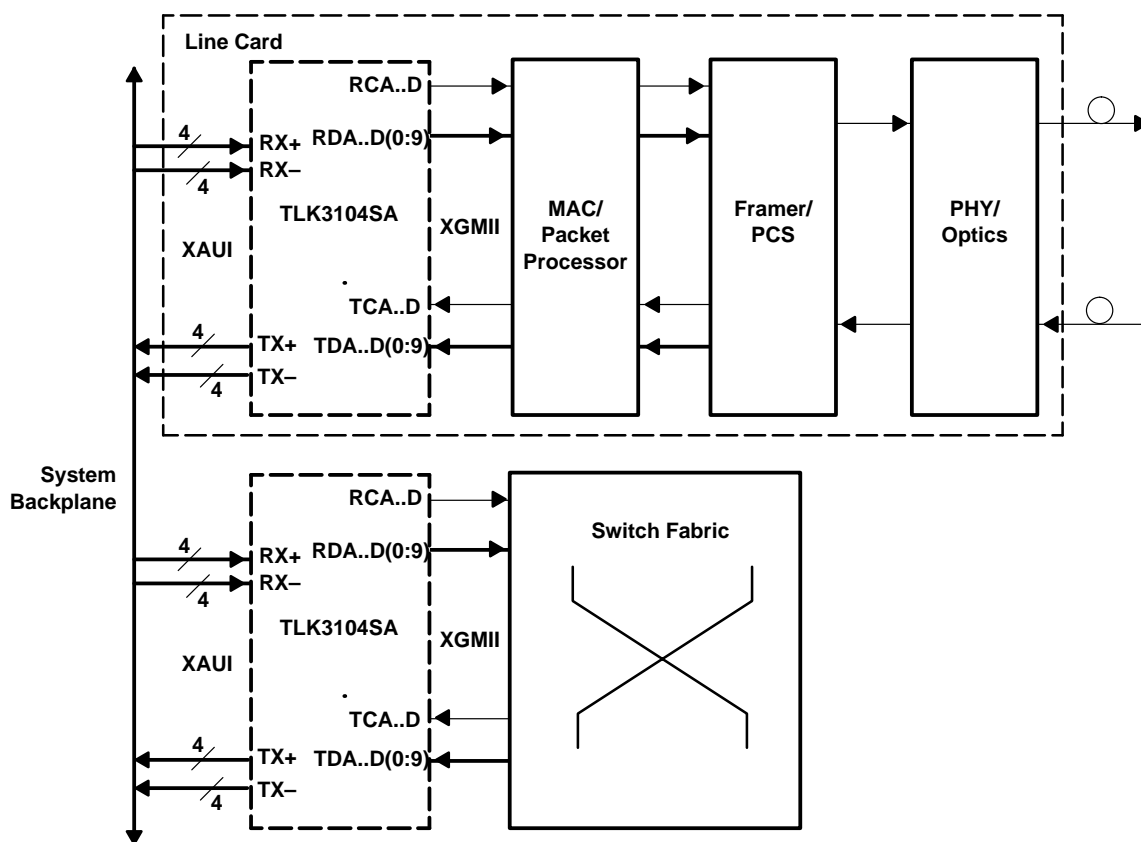 Line Card
RCA..D
4
RX+
RDA..D(0:9)
RX–
4
TLK3104SA
XGMII
XAUI
MAC/
Packet
Processor
Framer/
PCS
PHY/
Optics
TCA..D
4
TX+
TDA..D(0:9)
TX–
4
System
Backplane
RCA..D
Switch Fabric
4
RX+
RDA..D(0:9)
RX–
4
TLK3104SA
XGMII
XAUI
TCA..D
4
TX+
TDA..D(0:9)
TX–
4